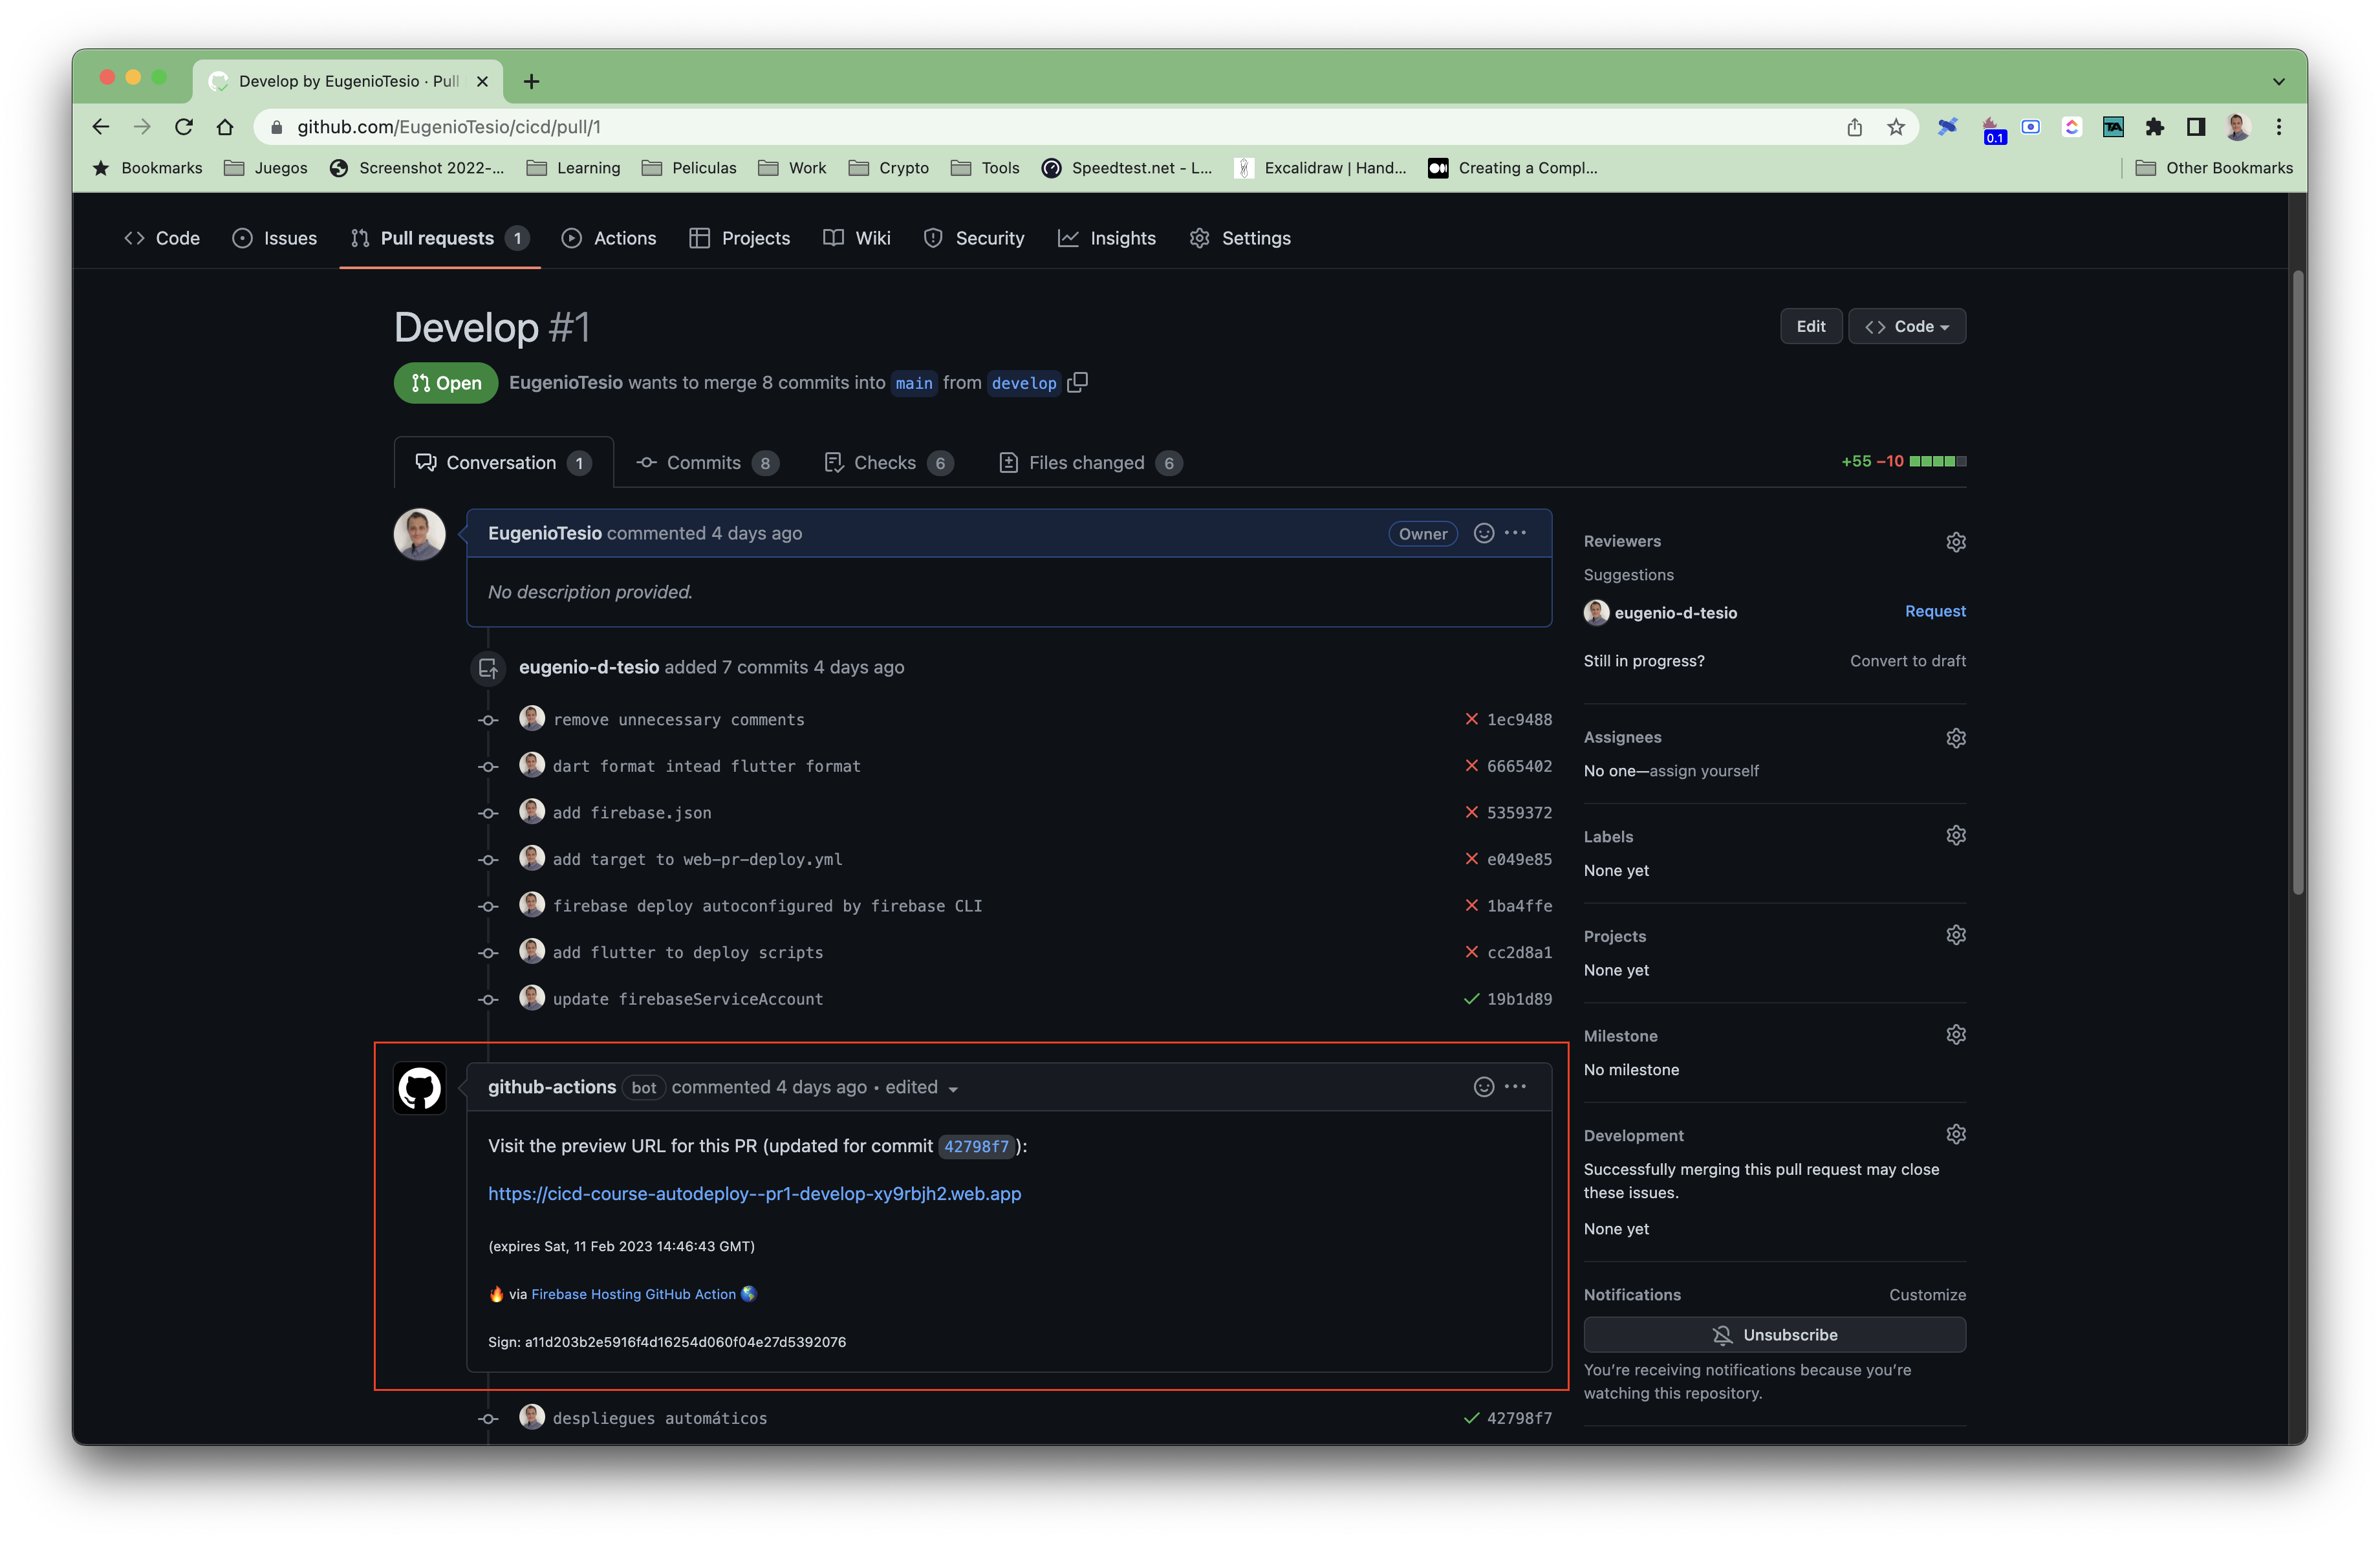 Develop by EugenioTesio · Pull
github.com/EugenioTesio/cicd/pull/1
0.1
TA
Bookmarks Juegos Screenshot 2022-... Learning Peliculas Work Crypto Tools Speedtest.net - L... Excalidraw | Hand... Creating a Compl... Other Bookmarks
Code Issues Pull requests 1 Actions Projects Wiki Security Insights Settings
Develop #1
Edit Code
Open EugenioTesio wants to merge 8 commits into main from develop
Conversation 1 Commits 8 Checks 6 Files changed 6 +55 −10
EugenioTesio commented 4 days ago Owner
No description provided.
eugenio-d-tesio added 7 commits 4 days ago
remove unnecessary comments 1ec9488
dart format intead flutter format 6665402
add firebase.json 5359372
add target to web-pr-deploy.yml e049e85
firebase deploy autoconfigured by firebase CLI 1ba4ffe
add flutter to deploy scripts cc2d8a1
update firebaseServiceAccount 19b1d89
github-actions bot commented 4 days ago • edited
Visit the preview URL for this PR (updated for commit 42798f7):
https://cicd-course-autodeploy--pr1-develop-xy9rbjh2.web.app
(expires Sat, 11 Feb 2023 14:46:43 GMT)
🔥 via Firebase Hosting GitHub Action 🌎
Sign: a11d203b2e5916f4d16254d060f04e27d5392076
despliegues automáticos 42798f7
Reviewers
Suggestions
eugenio-d-tesio Request
Still in progress? Convert to draft
Assignees
No one—assign yourself
Labels
None yet
Projects
None yet
Milestone
No milestone
Development
Successfully merging this pull request may close
these issues.
None yet
Notifications Customize
Unsubscribe
You’re receiving notifications because you’re
watching this repository.